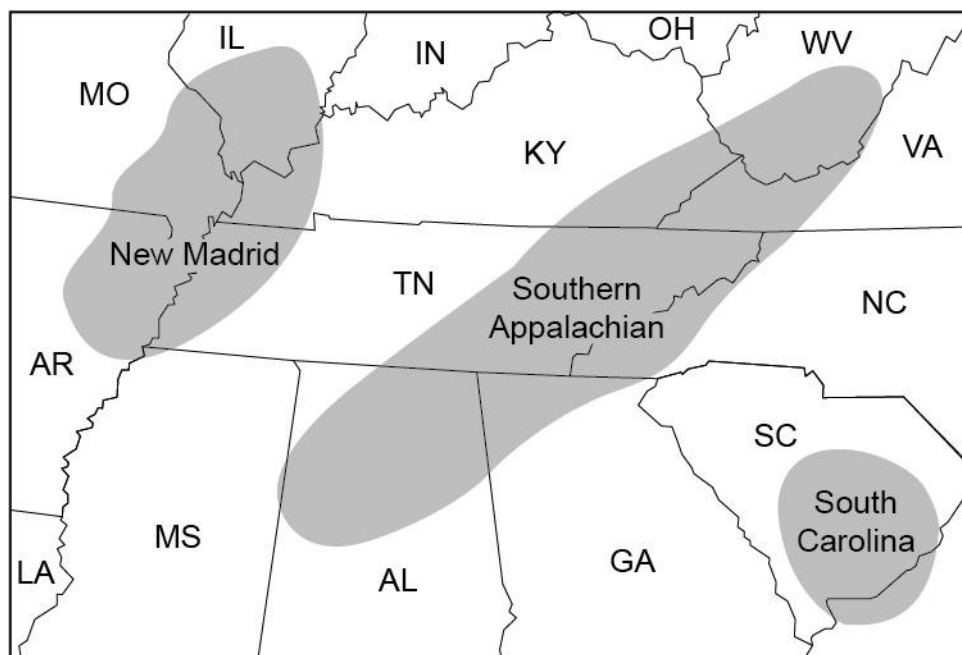 IL
IN
OH
WV
MO
KY
VA
New Madrid
TN
Southern
Appalachian
NC
AR
SC
South
Carolina
MS
LA
AL
GA